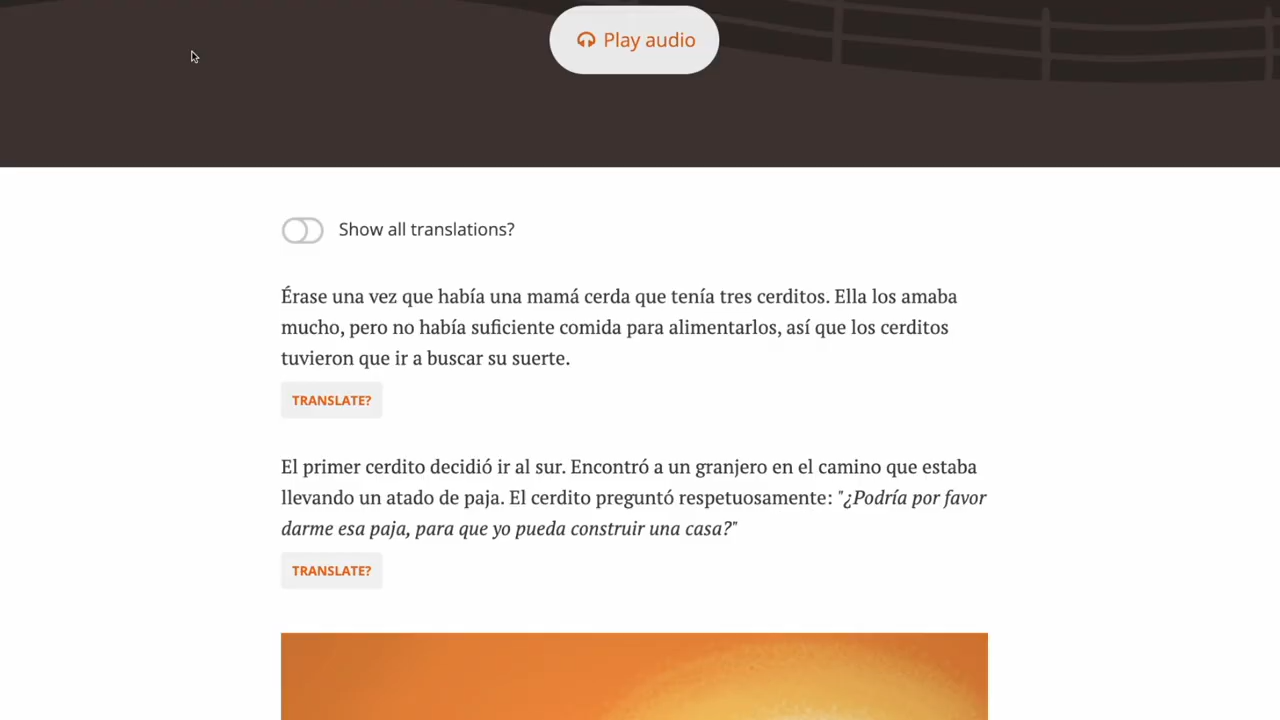 Play audio
Show all translations?
Érase una vez que había una mamá cerda que tenía tres cerditos. Ella los amaba
mucho, pero no había suficiente comida para alimentarlos, así que los cerditos
tuvieron que ir a buscar su suerte.
TRANSLATE?
El primer cerdito decidió ir al sur. Encontró a un granjero en el camino que estaba
llevando un atado de paja. El cerdito preguntó respetuosamente: "¿Podría por favor
darme esa paja, para que yo pueda construir una casa?"
TRANSLATE?